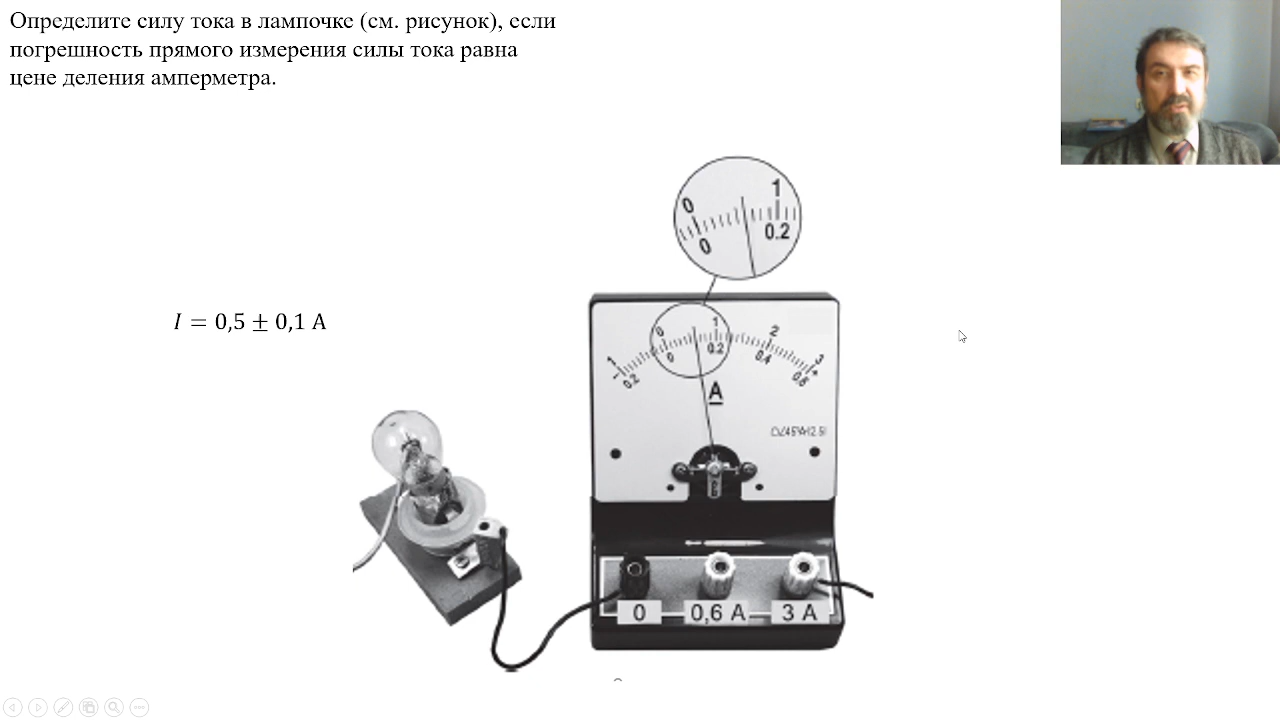 Определите силу тока в лампочке (см. рисунок), если
погрешность прямого измерения силы тока равна
цене деления амперметра.
0 1
0 0.2
I = 0,5 ± 0,1 А
1 0 1 2 3
- 0.2 0 0.2 0.4 0.6 +
A
0 0,6 А 3 А